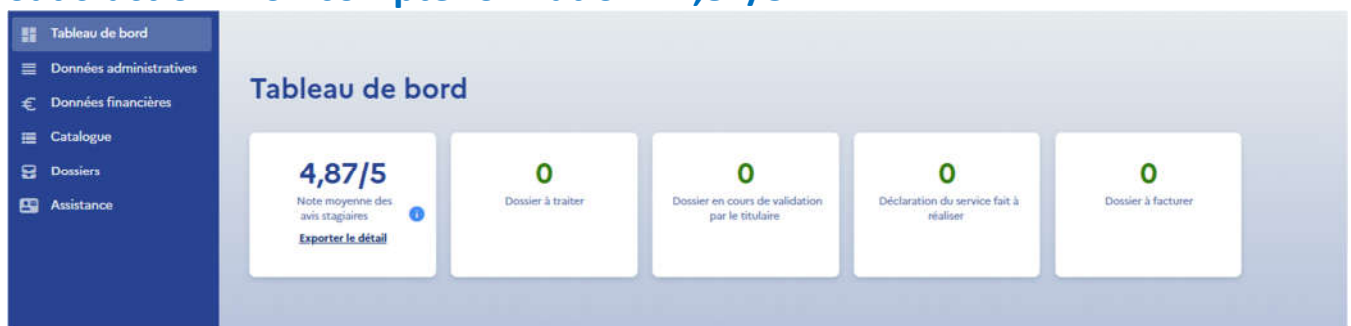 Tableau de bord
Données administratives
Données financières
Catalogue
Dossiers
Assistance
Tableau de bord
4,87/5
Note moyenne des
avis stagiaires
Exporter le détail
0
Dossier à traiter
0
Dossier en cours de validation
par le titulaire
0
Déclaration du service fait à
réaliser
0
Dossier à facturer